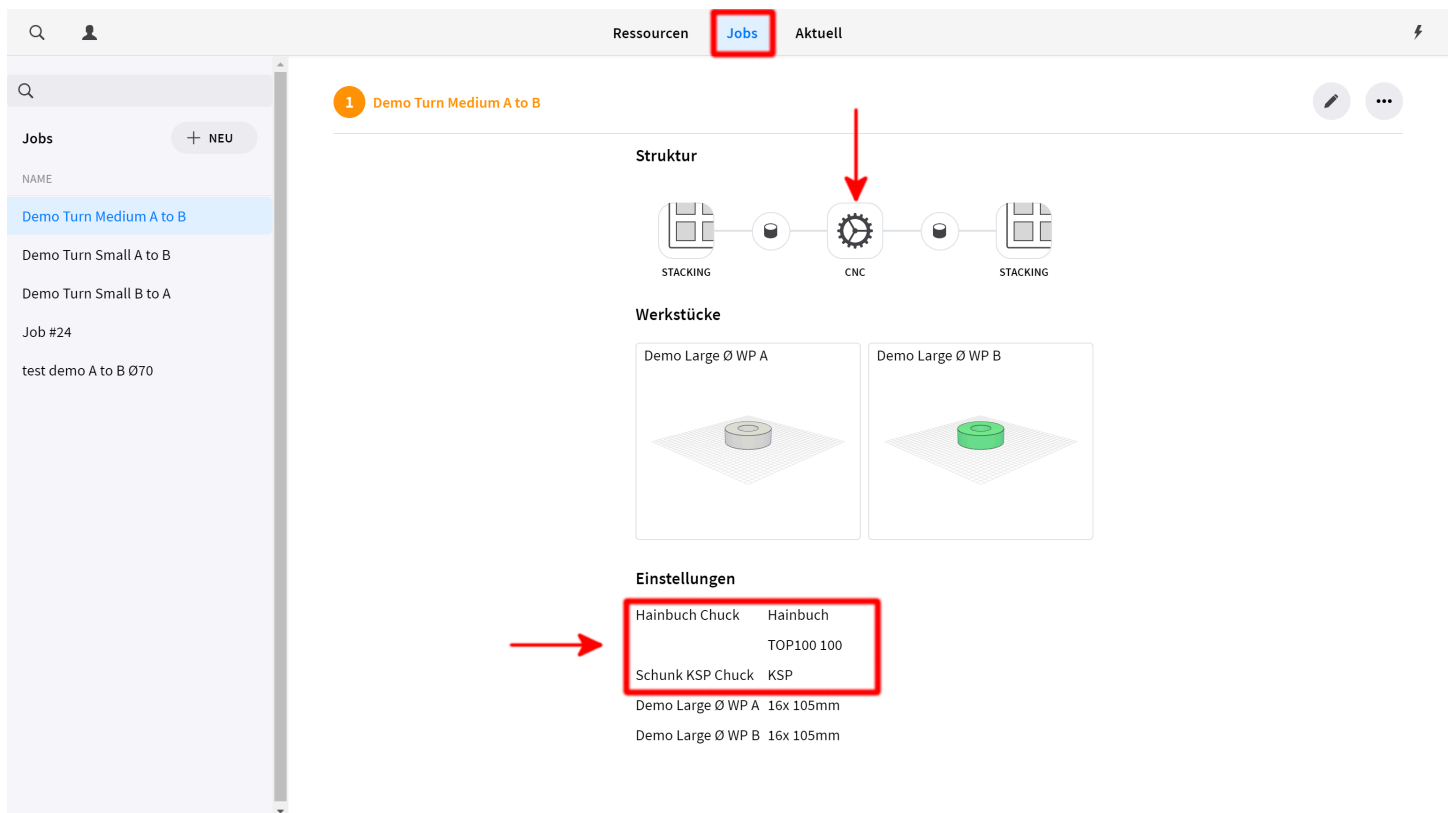 Ressourcen Jobs Aktuell
Jobs + NEU
NAME
Demo Turn Medium A to B
Demo Turn Small A to B
Demo Turn Small B to A
Job #24
test demo A to B Ø70
1 Demo Turn Medium A to B
Struktur
STACKING CNC STACKING
Werkstücke
Demo Large Ø WP A Demo Large Ø WP B
Einstellungen
Hainbuch Chuck Hainbuch
TOP100 100
Schunk KSP Chuck KSP
Demo Large Ø WP A 16x 105mm
Demo Large Ø WP B 16x 105mm